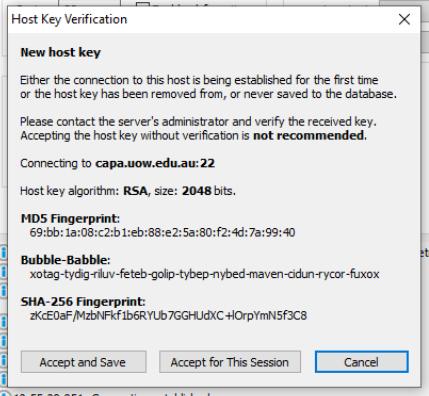 Host Key Verification
New host key
Either the connection to this host is being established for the first time
or the host key has been removed from, or never saved to the database.
Please contact the server's administrator and verify the received key.
Accepting the host key without verification is not recommended.
Connecting to capa.uow.edu.au:22
Host key algorithm: RSA, size: 2048 bits.
MD5 Fingerprint:
69:bb:1a:08:c2:b1:eb:88:e2:5a:80:f2:4d:7a:99:40
Bubble-Babble:
xotag-tydig-riluv-feteb-golip-tybep-nybed-maven-cidun-rycor-fuxox
SHA-256 Fingerprint:
zKcE0aF/MzbNFkf1b6RYUb7GGHUdXC+lOrpYmN5f3C8
Accept and Save
Accept for This Session
Cancel